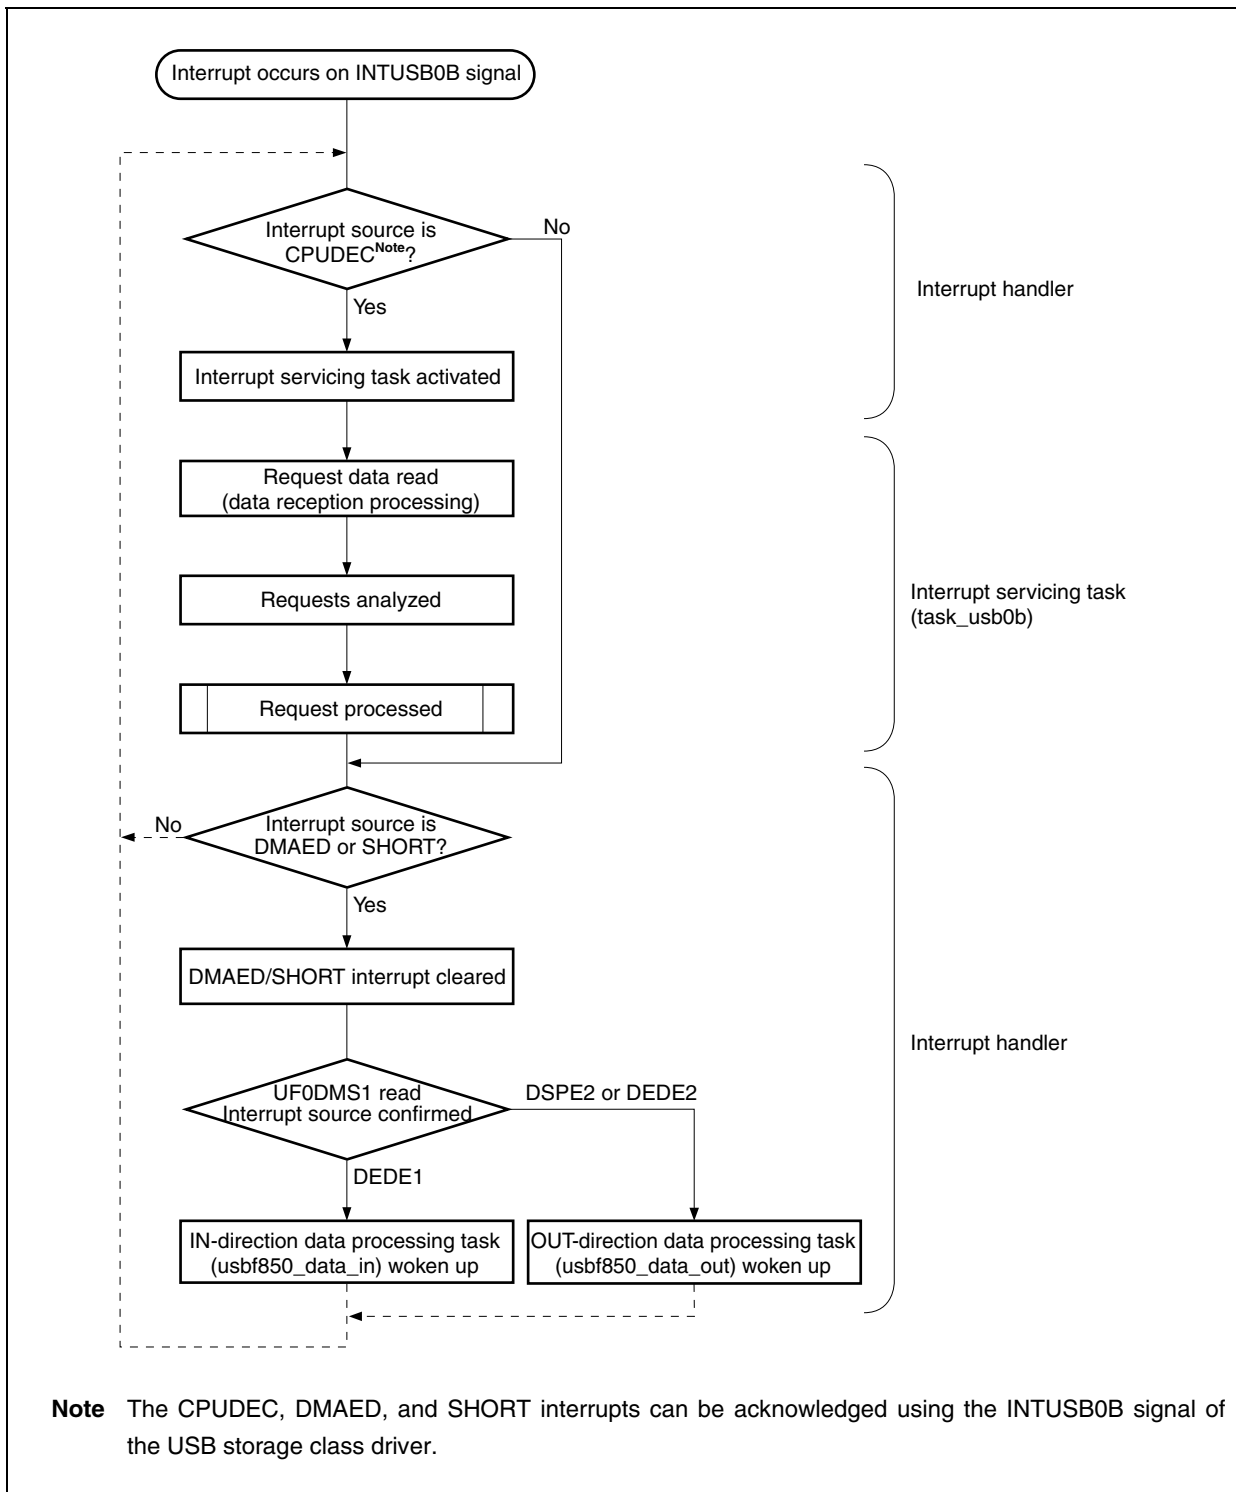 Interrupt occurs on INTUSB0B signal
Interrupt source is
CPUDEC^Note?
No
Yes
Interrupt handler
Interrupt servicing task activated
Request data read
(data reception processing)
Requests analyzed
Interrupt servicing task
(task_usb0b)
Request processed
Interrupt source is
DMAED or SHORT?
No
Yes
DMAED/SHORT interrupt cleared
Interrupt handler
UF0DMS1 read
Interrupt source confirmed
DSPE2 or DEDE2
DEDE1
IN-direction data processing task
(usbf850_data_in) woken up
OUT-direction data processing task
(usbf850_data_out) woken up
Note The CPUDEC, DMAED, and SHORT interrupts can be acknowledged using the INTUSB0B signal of
the USB storage class driver.